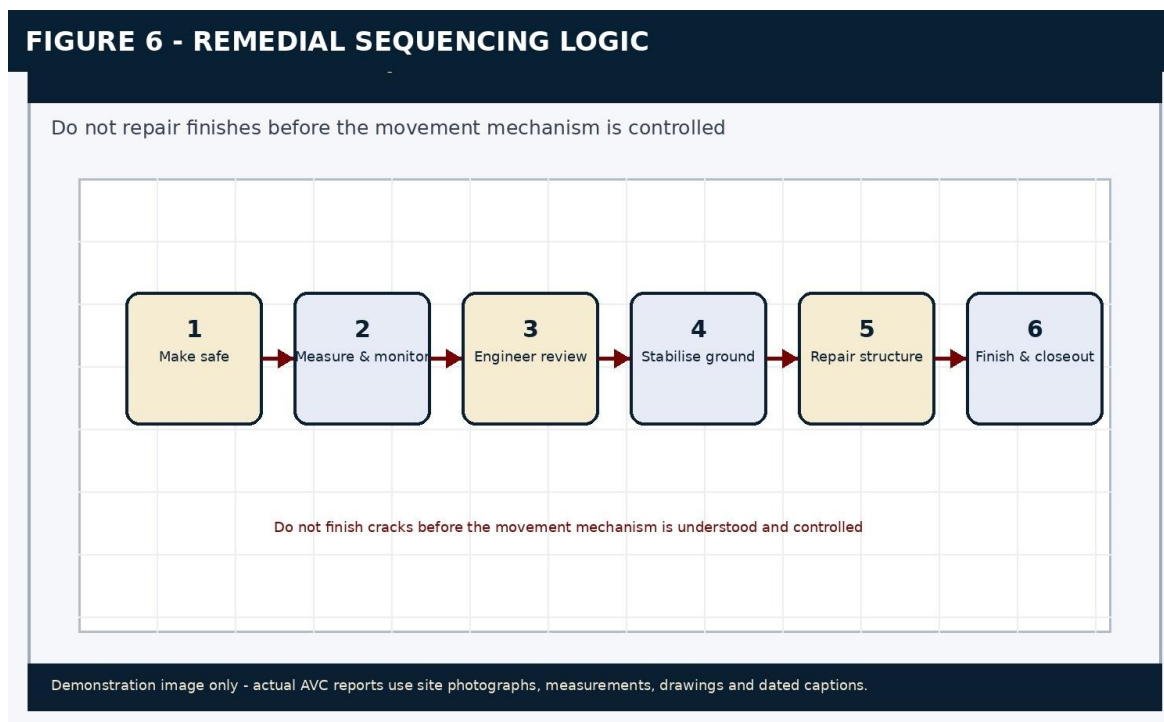 FIGURE 6 - REMEDIAL SEQUENCING LOGIC
Do not repair finishes before the movement mechanism is controlled
1
Make safe
2
Measure & monitor
3
Engineer review
4
Stabilise ground
5
Repair structure
6
Finish & closeout
Do not finish cracks before the movement mechanism is understood and controlled
Demonstration image only - actual AVC reports use site photographs, measurements, drawings and dated captions.